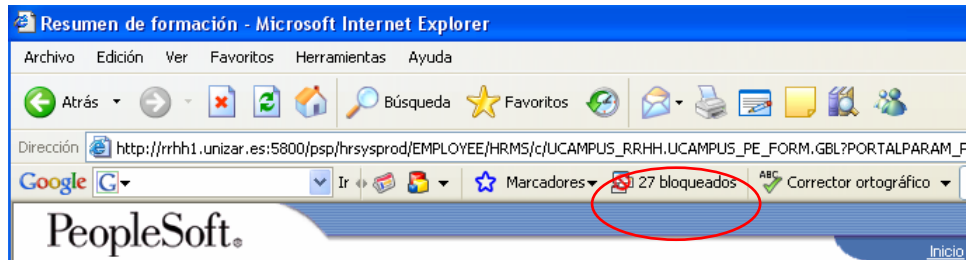 Resumen de formación - Microsoft Internet Explorer
Archivo Edición Ver Favoritos Herramientas Ayuda
Atrás Búsqueda Favoritos
Dirección http://rrhh1.unizar.es:5800/psp/hrsysprod/EMPLOYEE/HRMS/c/UCAMPUS_RRHH.UCAMPUS_PE_FORM.GBL?PORTALPARAM_P
Google G Ir Marcadores 27 bloqueados ABC Corrector ortográfico
PeopleSoft®
Inicio